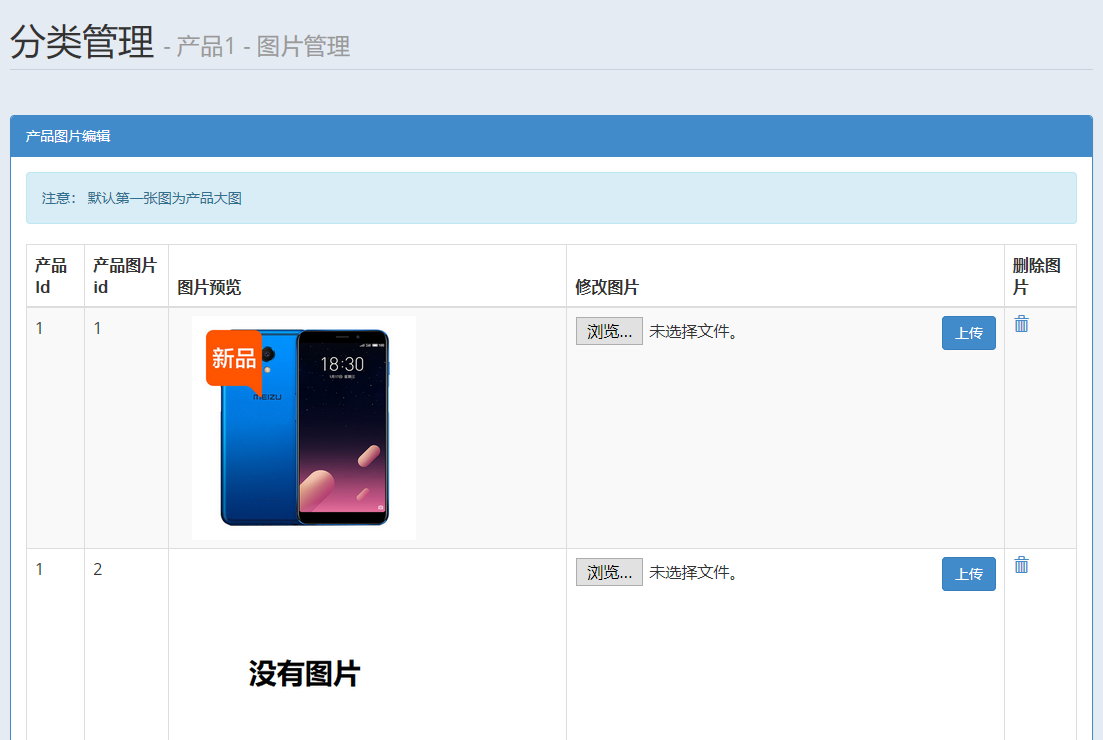 分类管理 - 产品1 - 图片管理
产品图片编辑
注意： 默认第一张图为产品大图
产品
Id
产品图片
id
图片预览
修改图片
删除图
片
1
1
新品
MEIZU
18:30
浏览... 未选择文件。
上传
1
2
没有图片
浏览... 未选择文件。
上传